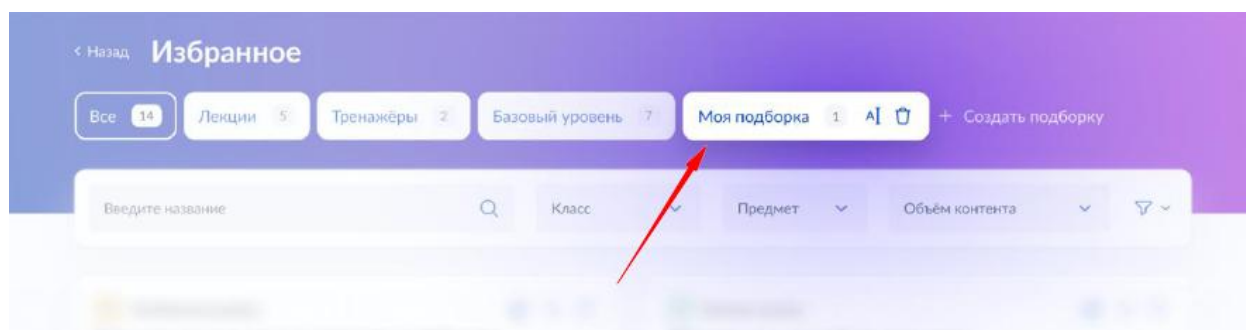 < Назад Избранное
Все 14 Лекции 5 Тренажёры 2 Базовый уровень 7 Моя подборка 1 + Создать подборку
Введите название Класс Предмет Объём контента